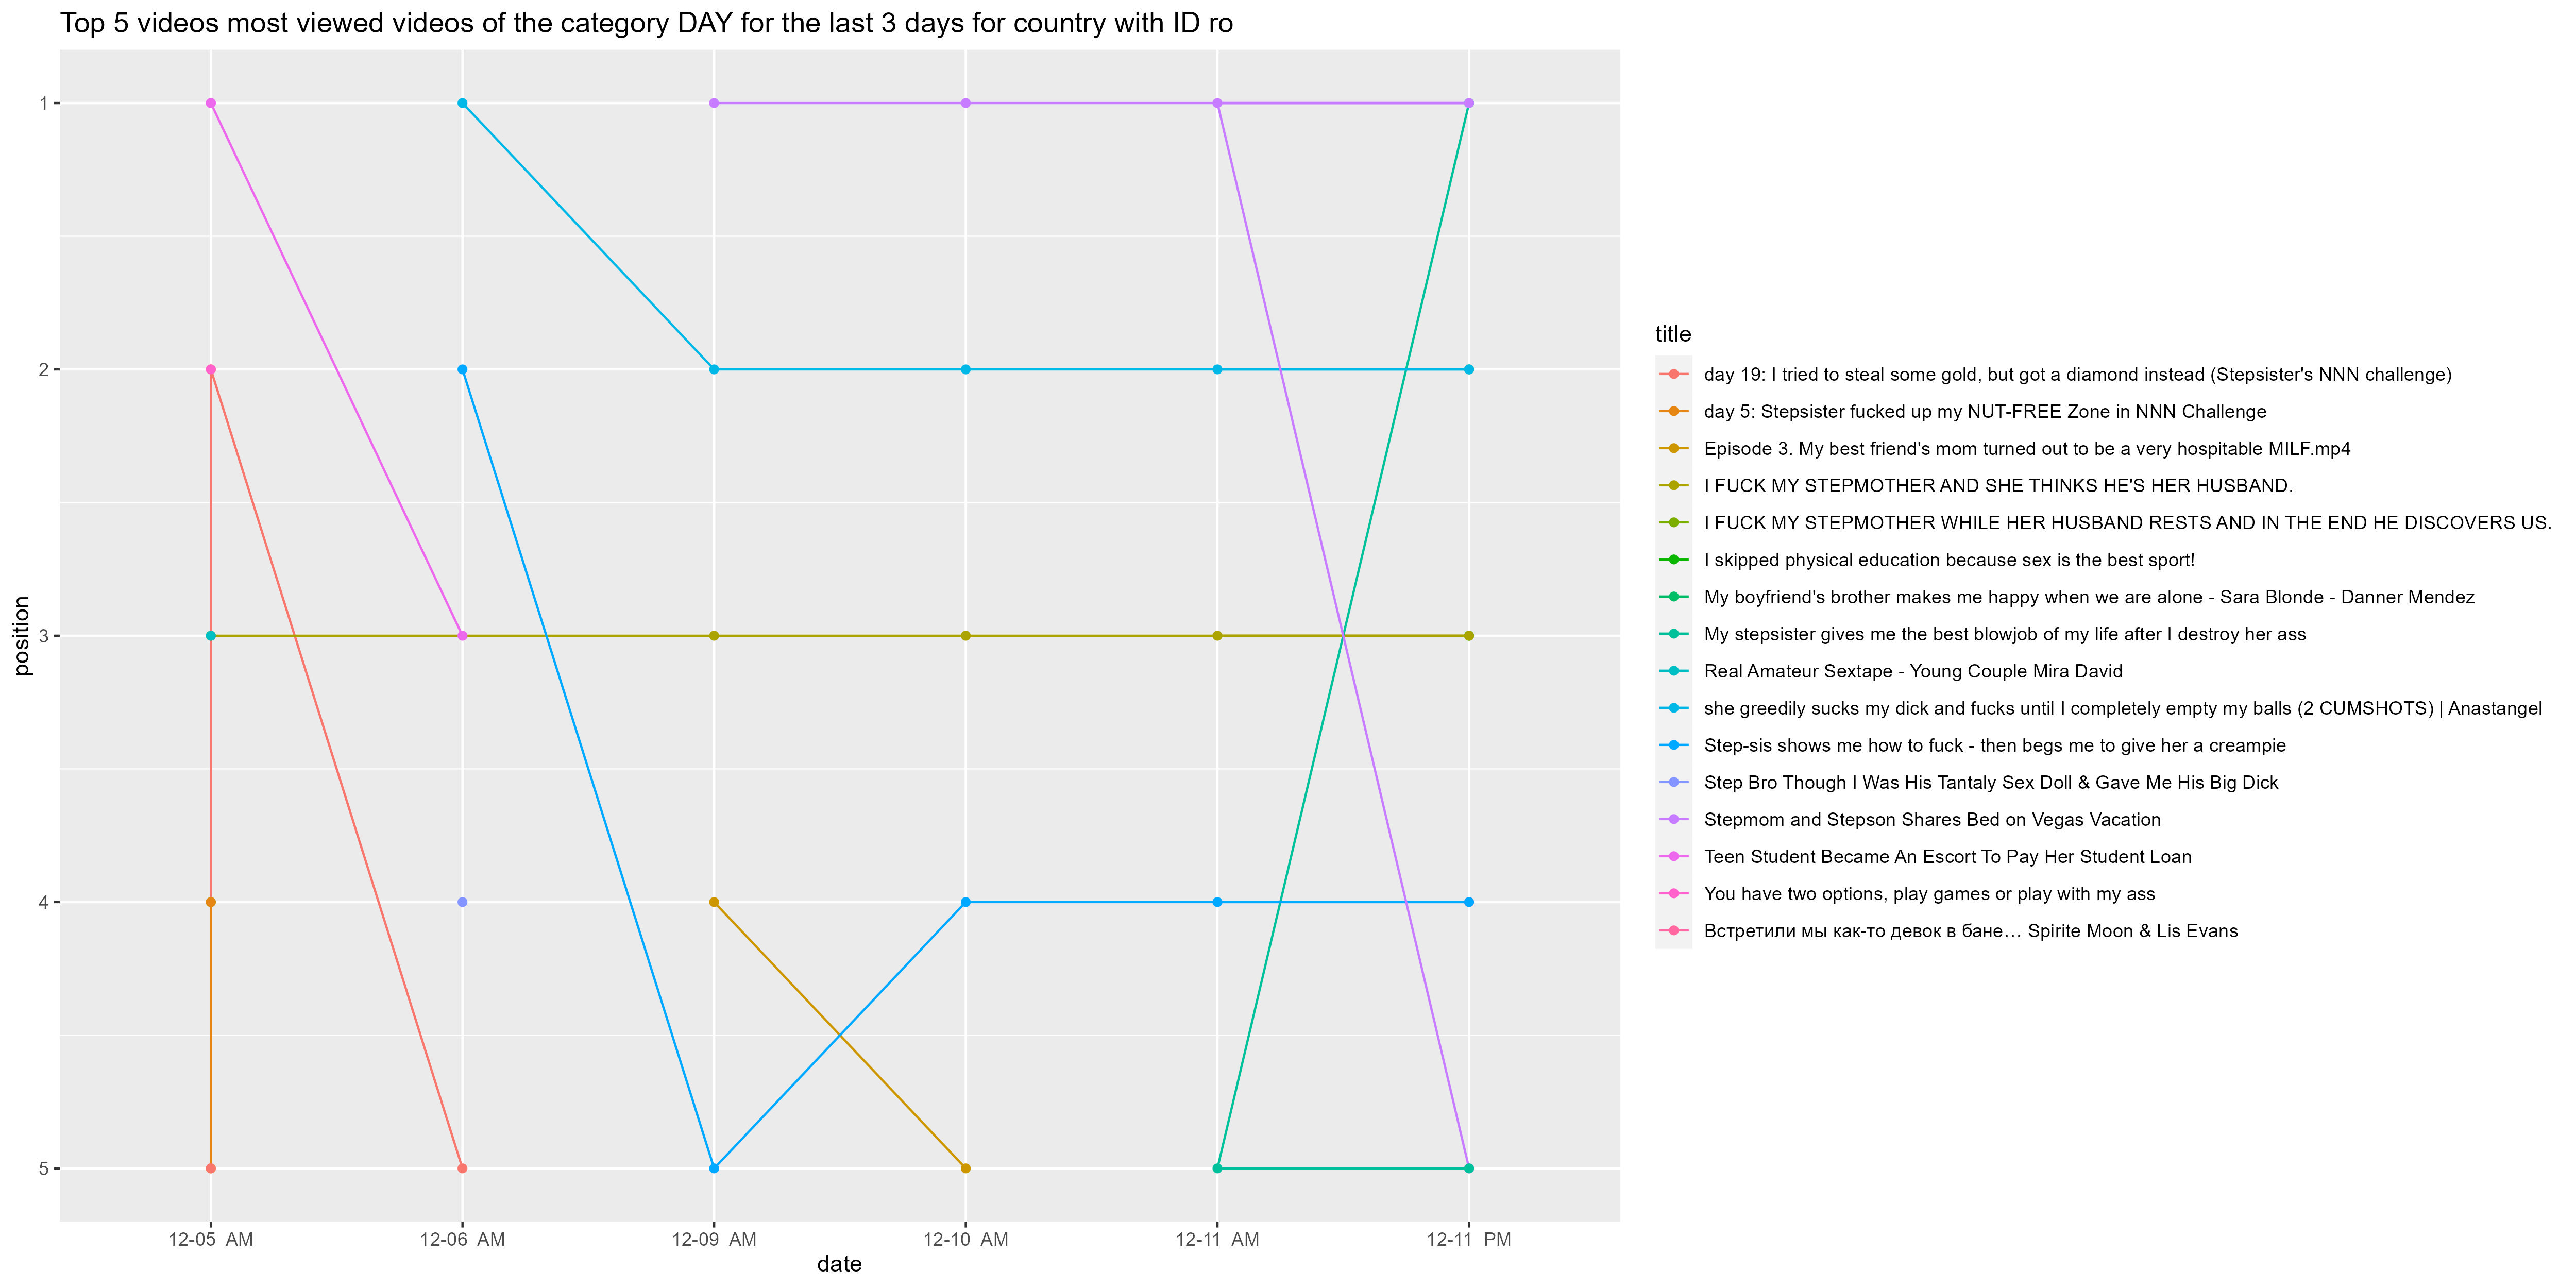 Top 5 videos most viewed videos of the category DAY for the last 3 days for country with ID ro
1
2
3
4
5
position
12-05 AM
12-06 AM
12-09 AM
12-10 AM
12-11 AM
12-11 PM
date
title
day 19: I tried to steal some gold, but got a diamond instead (Stepsister's NNN challenge)
day 5: Stepsister fucked up my NUT-FREE Zone in NNN Challenge
Episode 3. My best friend's mom turned out to be a very hospitable MILF.mp4
I FUCK MY STEPMOTHER AND SHE THINKS HE'S HER HUSBAND.
I FUCK MY STEPMOTHER WHILE HER HUSBAND RESTS AND IN THE END HE DISCOVERS US.
I skipped physical education because sex is the best sport!
My boyfriend's brother makes me happy when we are alone - Sara Blonde - Danner Mendez
My stepsister gives me the best blowjob of my life after I destroy her ass
Real Amateur Sextape - Young Couple Mira David
she greedily sucks my dick and fucks until I completely empty my balls (2 CUMSHOTS) | Anastangel
Step-sis shows me how to fuck - then begs me to give her a creampie
Step Bro Though I Was His Tantaly Sex Doll & Gave Me His Big Dick
Stepmom and Stepson Shares Bed on Vegas Vacation
Teen Student Became An Escort To Pay Her Student Loan
You have two options, play games or play with my ass
Встретили мы как-то девок в бане… Spirite Moon & Lis Evans